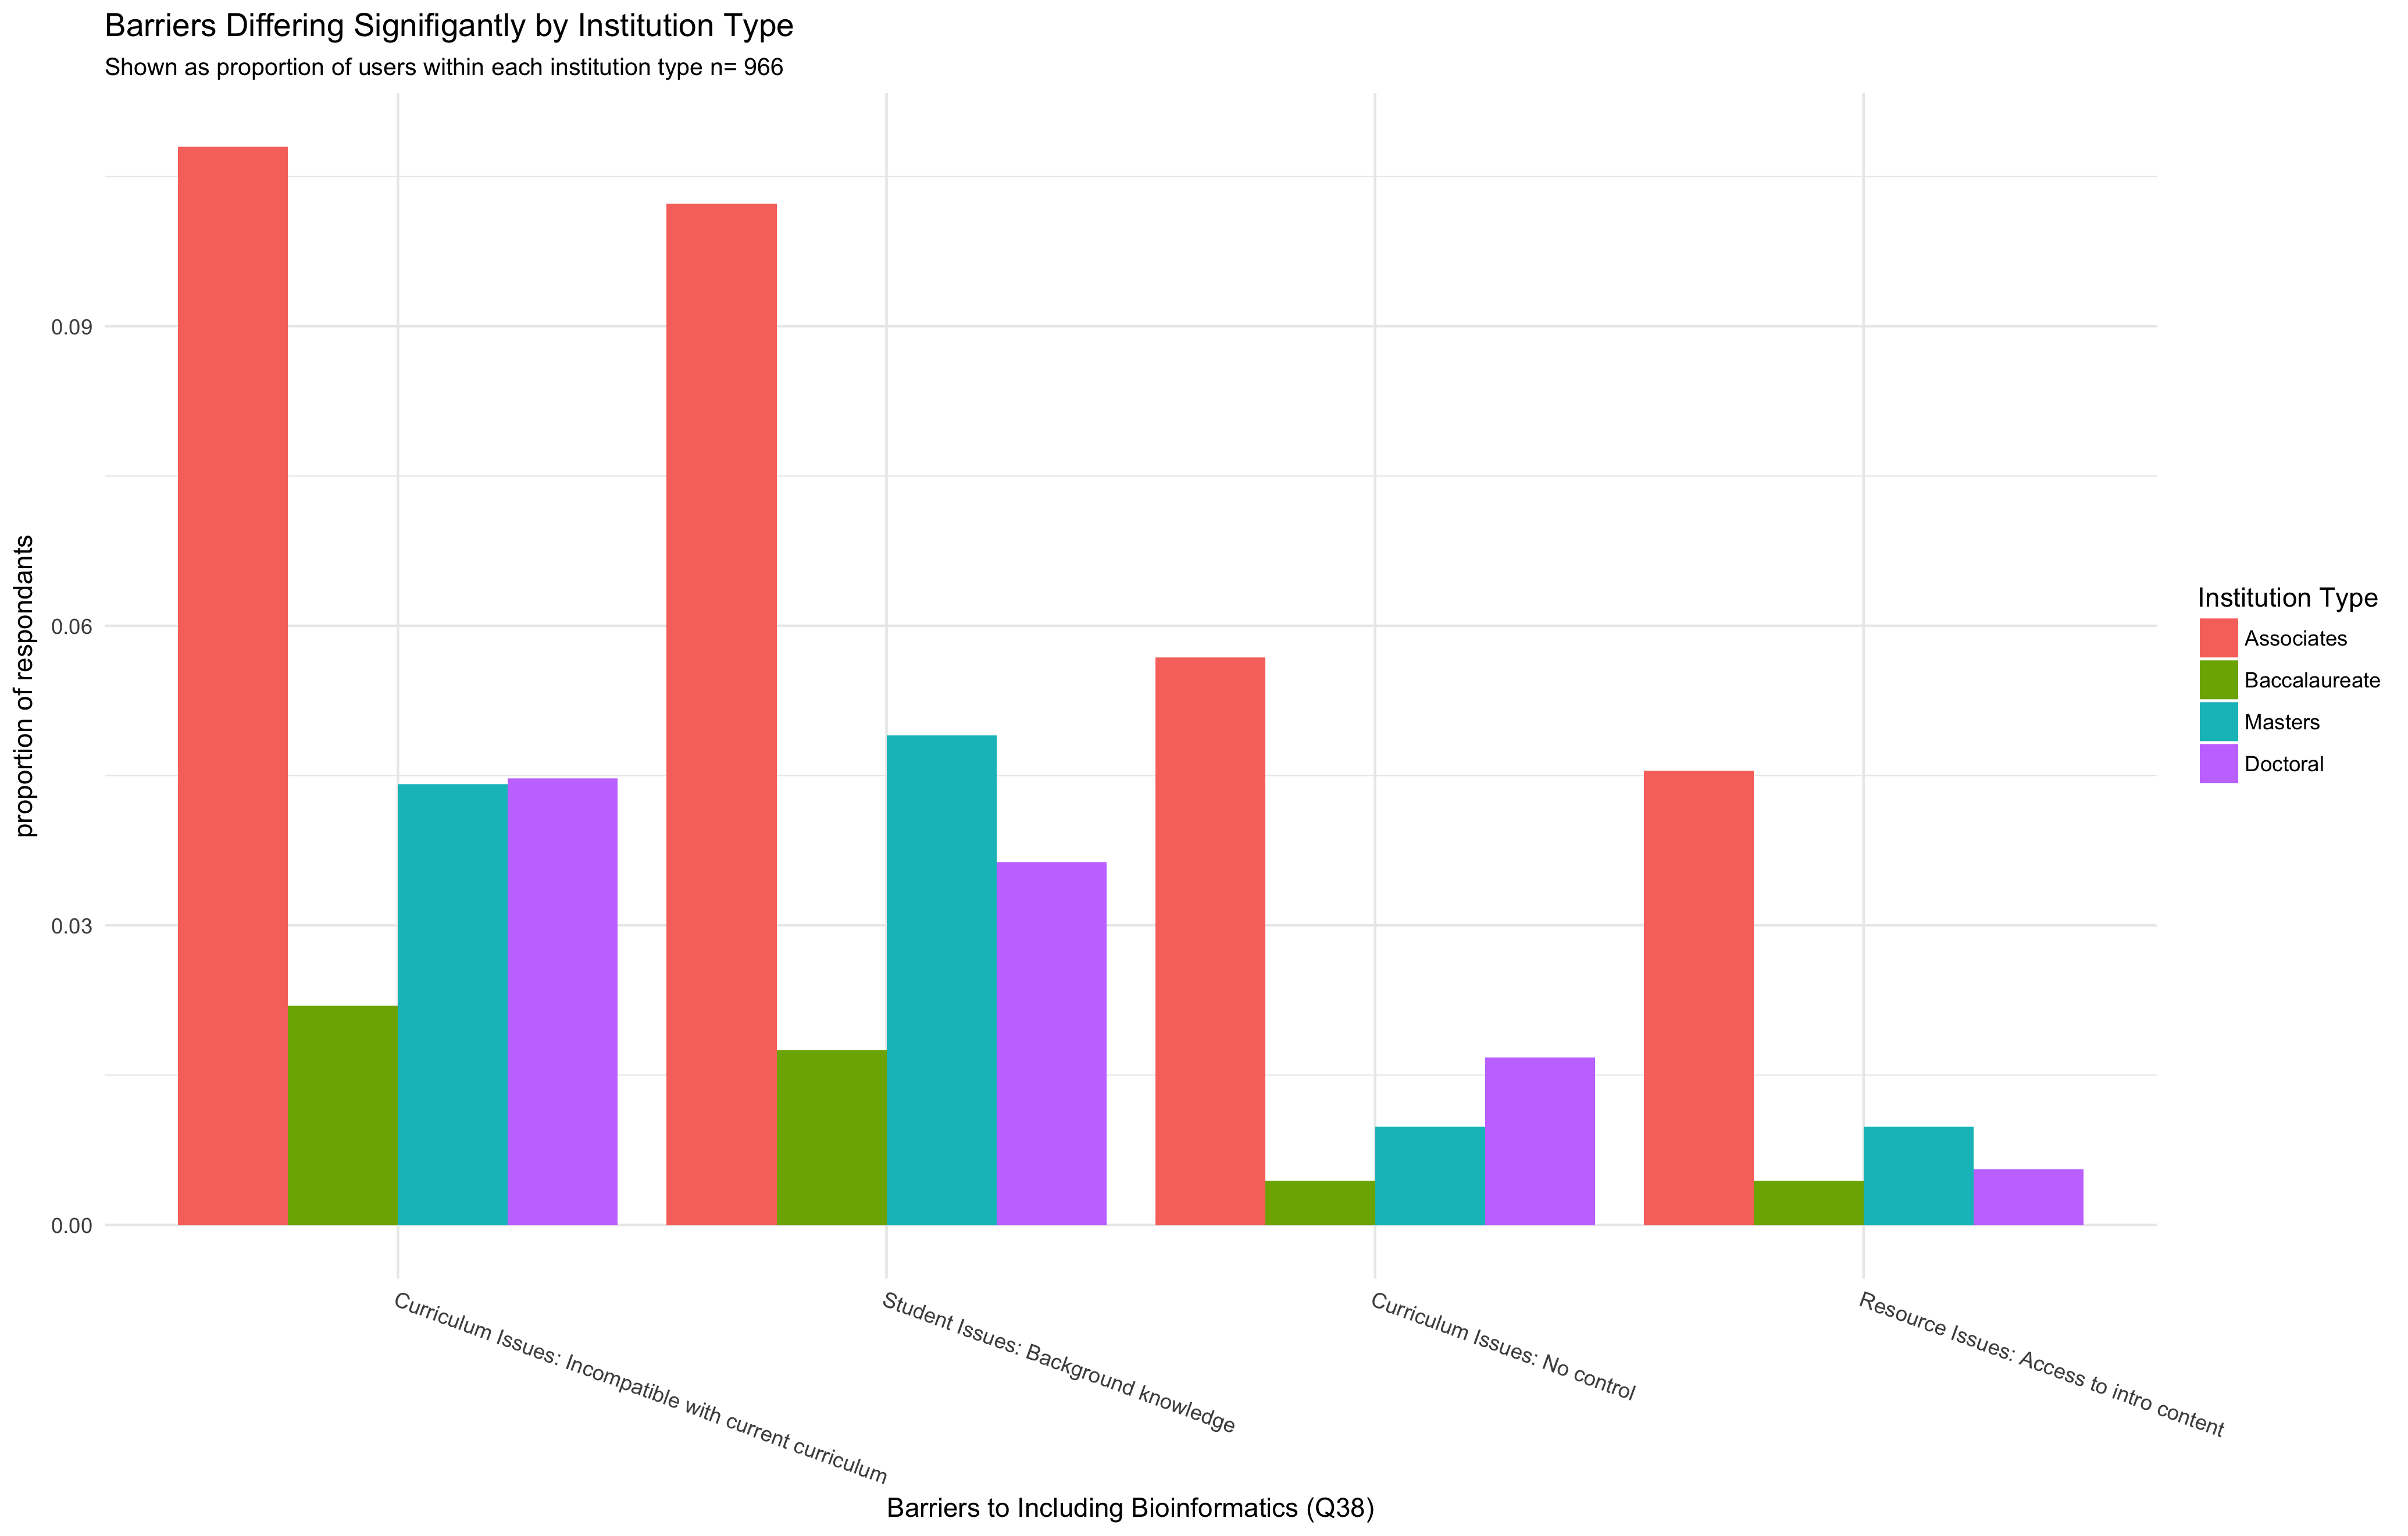 Barriers Differing Signifigantly by Institution Type
Shown as proportion of users within each institution type n= 966
proportion of respondants
0.09
0.06
0.03
0.00
Institution Type
Associates
Baccalaureate
Masters
Doctoral
Curriculum Issues: Incompatible with current curriculum
Student Issues: Background knowledge
Curriculum Issues: No control
Resource Issues: Access to intro content
Barriers to Including Bioinformatics (Q38)